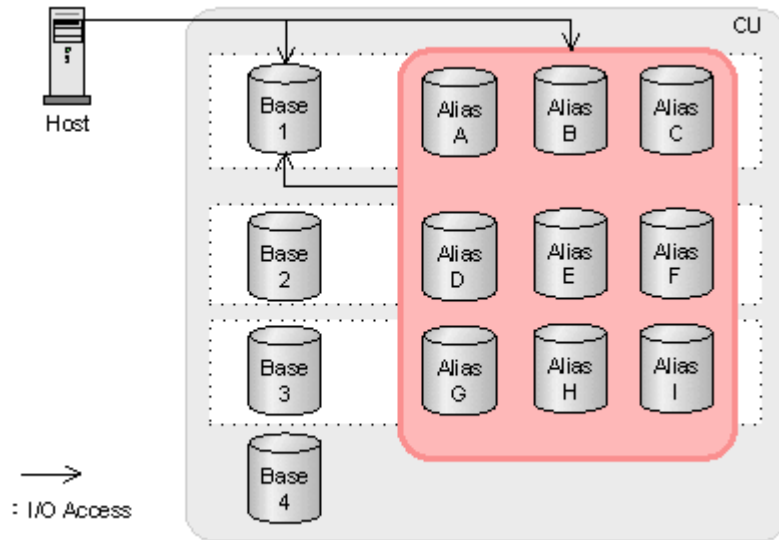 CU
Host
Base
1
Alias
A
Alias
B
Alias
C
Base
2
Alias
D
Alias
E
Alias
F
Base
3
Alias
G
Alias
H
Alias
I
Base
4
: I/O Access